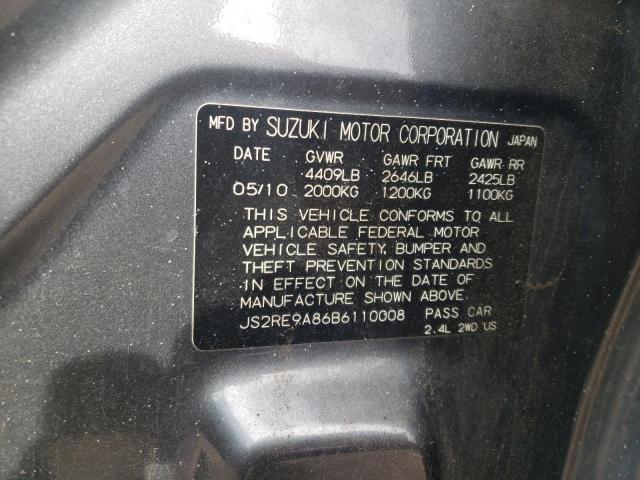 MFD BY SUZUKI MOTOR CORPORATION JAPAN
DATE GVWR GAWR FRT GAWR RR
4409LB 2646LB 2425LB
05/10 2000KG 1200KG 1100KG
THIS VEHICLE CONFORMS TO ALL
APPLICABLE FEDERAL MOTOR
VEHICLE SAFETY, BUMPER AND
THEFT PREVENTION STANDARDS
IN EFFECT ON THE DATE OF
MANUFACTURE SHOWN ABOVE.
JS2RE9A86B6110008 PASS CAR
2.4L 2WD US